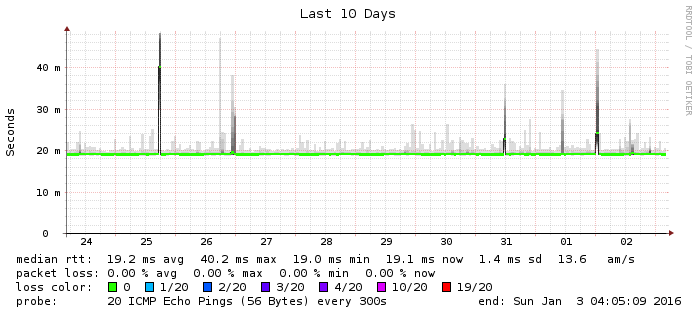 Last 10 Days
RRDTOOL / TOBI OETIKER
Seconds
40 m
30 m
20 m
10 m
0
24 25 26 27 28 29 30 31 01 02
median rtt: 19.2 ms avg 40.2 ms max 19.0 ms min 19.1 ms now 1.4 ms sd 13.6 am/s
packet loss: 0.00 % avg 0.00 % max 0.00 % min 0.00 % now
loss color: 0 1/20 2/20 3/20 4/20 10/20 19/20
probe: 20 ICMP Echo Pings (56 Bytes) every 300s end: Sun Jan 3 04:05:09 2016